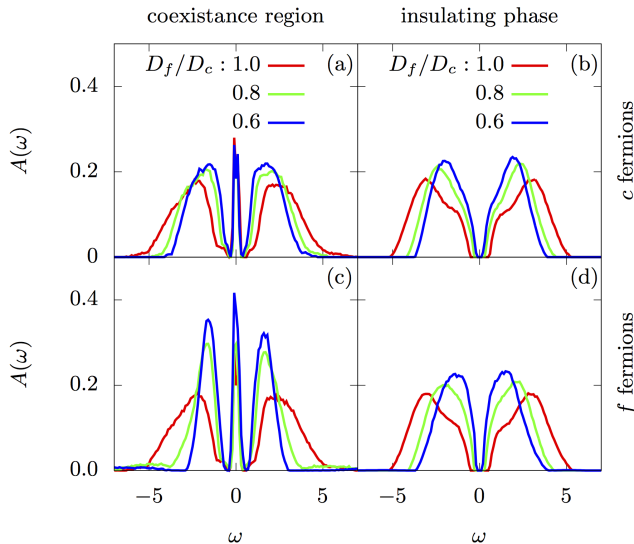 coexistance region insulating phase
D_f/D_c : 1.0 (a) D_f/D_c : 1.0 (b)
0.8 0.8
0.6 0.6
0.4
0.2
0
A(ω)
c fermions
(c) (d)
0.4
0.2
0.0
A(ω)
f fermions
−5 0 5 −5 0 5
ω ω